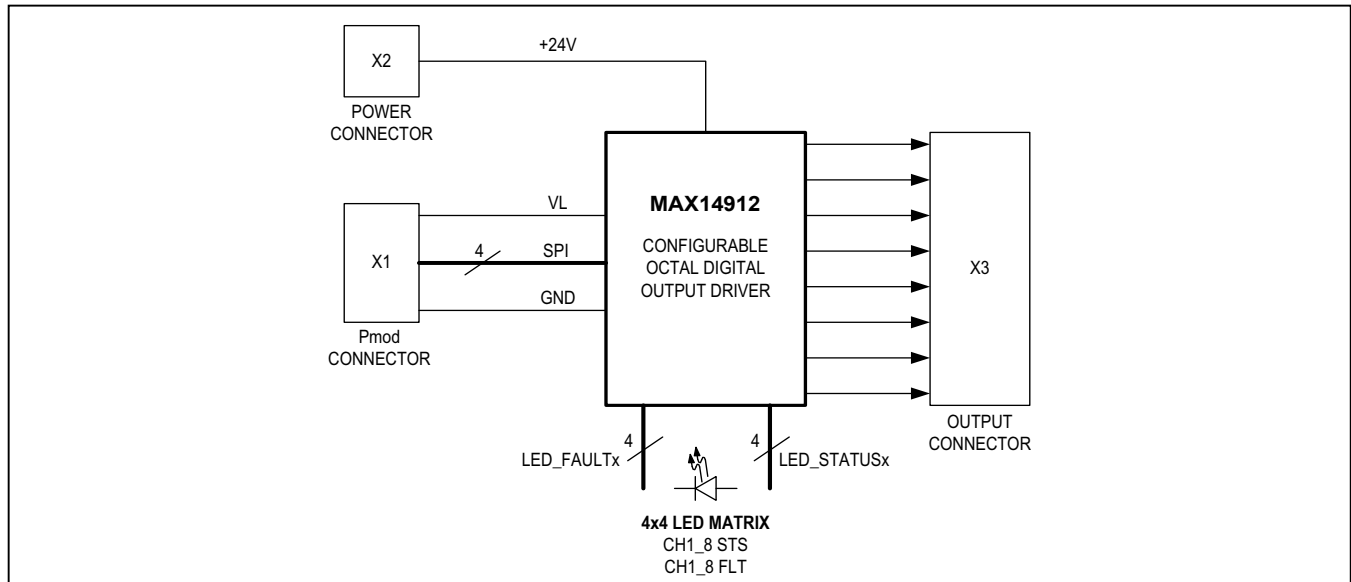 +24V
X2
POWER
CONNECTOR
VL
SPI
4
GND
X1
Pmod
CONNECTOR
MAX14912
CONFIGURABLE
OCTAL DIGITAL
OUTPUT DRIVER
X3
OUTPUT
CONNECTOR
4
LED_FAULTx
4
LED_STATUSx
4x4 LED MATRIX
CH1_8 STS
CH1_8 FLT